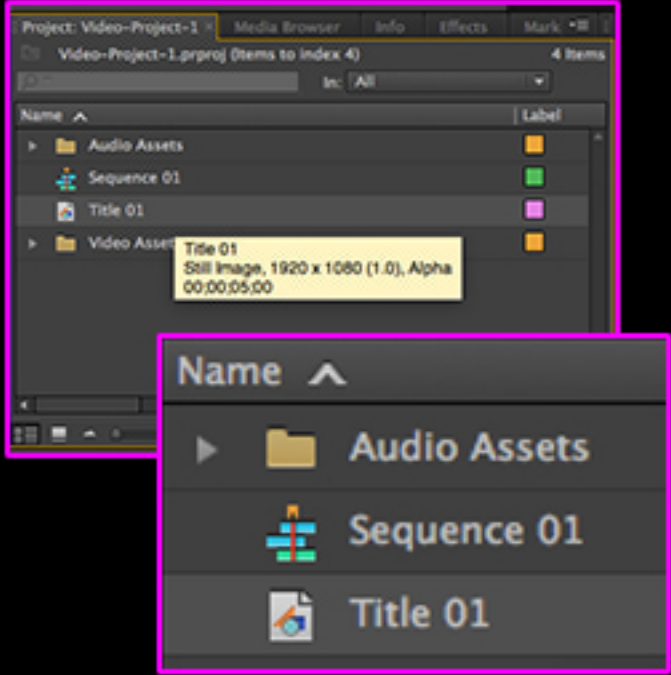 Project: Video-Project-1 × Media Browser Info Effects Mark
Video-Project-1.prproj (Items to index 4) 4 Items
In: All
Name Label
Audio Assets
Sequence 01
Title 01
Video Asset
Title 01
Still Image, 1920 x 1080 (1.0), Alpha
00;00;05;00
Name
Audio Assets
Sequence 01
Title 01